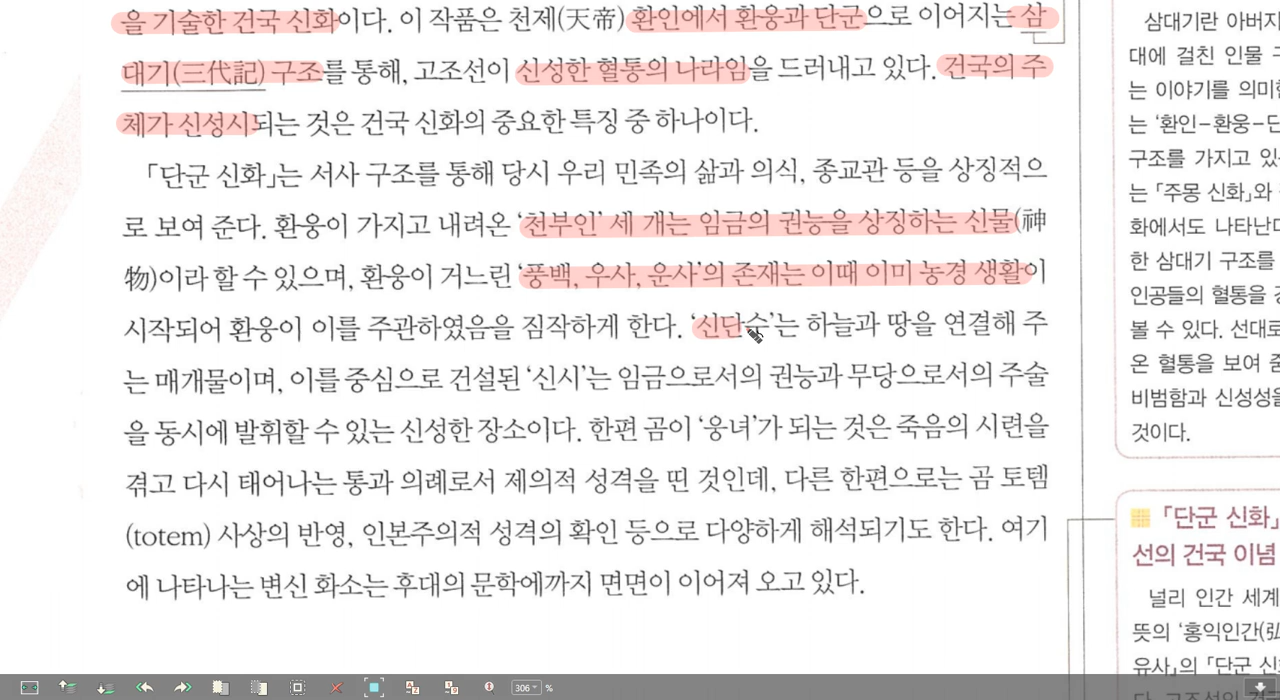 을 기술한 건국 신화이다. 이 작품은 천제(天帝) 환인에서 환웅과 단군으로 이어지는 삼
대기(三代記) 구조를 통해, 고조선이 신성한 혈통의 나라임을 드러내고 있다. 건국의 주
체가 신성시되는 것은 건국 신화의 중요한 특징 중 하나이다.
「단군 신화」는 서사 구조를 통해 당시 우리 민족의 삶과 의식, 종교관 등을 상징적으
로 보여 준다. 환웅이 가지고 내려온 ‘천부인’ 세 개는 임금의 권능을 상징하는 신물(神
物)이라 할 수 있으며, 환웅이 거느린 ‘풍백, 우사, 운사’의 존재는 이때 이미 농경 생활이
시작되어 환웅이 이를 주관하였음을 짐작하게 한다. ‘신단수’는 하늘과 땅을 연결해 주
는 매개물이며, 이를 중심으로 건설된 ‘신시’는 임금으로서의 권능과 무당으로서의 주술
을 동시에 발휘할 수 있는 신성한 장소이다. 한편 곰이 ‘웅녀’가 되는 것은 죽음의 시련을
겪고 다시 태어나는 통과 의례로서 제의적 성격을 띤 것인데, 다른 한편으로는 곰 토템
(totem) 사상의 반영, 인본주의적 성격의 확인 등으로 다양하게 해석되기도 한다. 여기
에 나타나는 변신 화소는 후대의 문학에까지 면면이 이어져 오고 있다.
삼대기란 아버지
대에 걸친 인물
는 이야기를 의미
는 ‘환인-환웅-단
구조를 가지고 있
는 「주몽 신화」와
화에서도 나타난다
한 삼대기 구조를
인공들의 혈통을
볼 수 있다. 선대로
온 혈통을 보여
비범함과 신성성을
것이다.
「단군 신화」
선의 건국 이념
널리 인간 세계
뜻의 ‘홍익인간(弘
유사」의 「단군 신
306 %